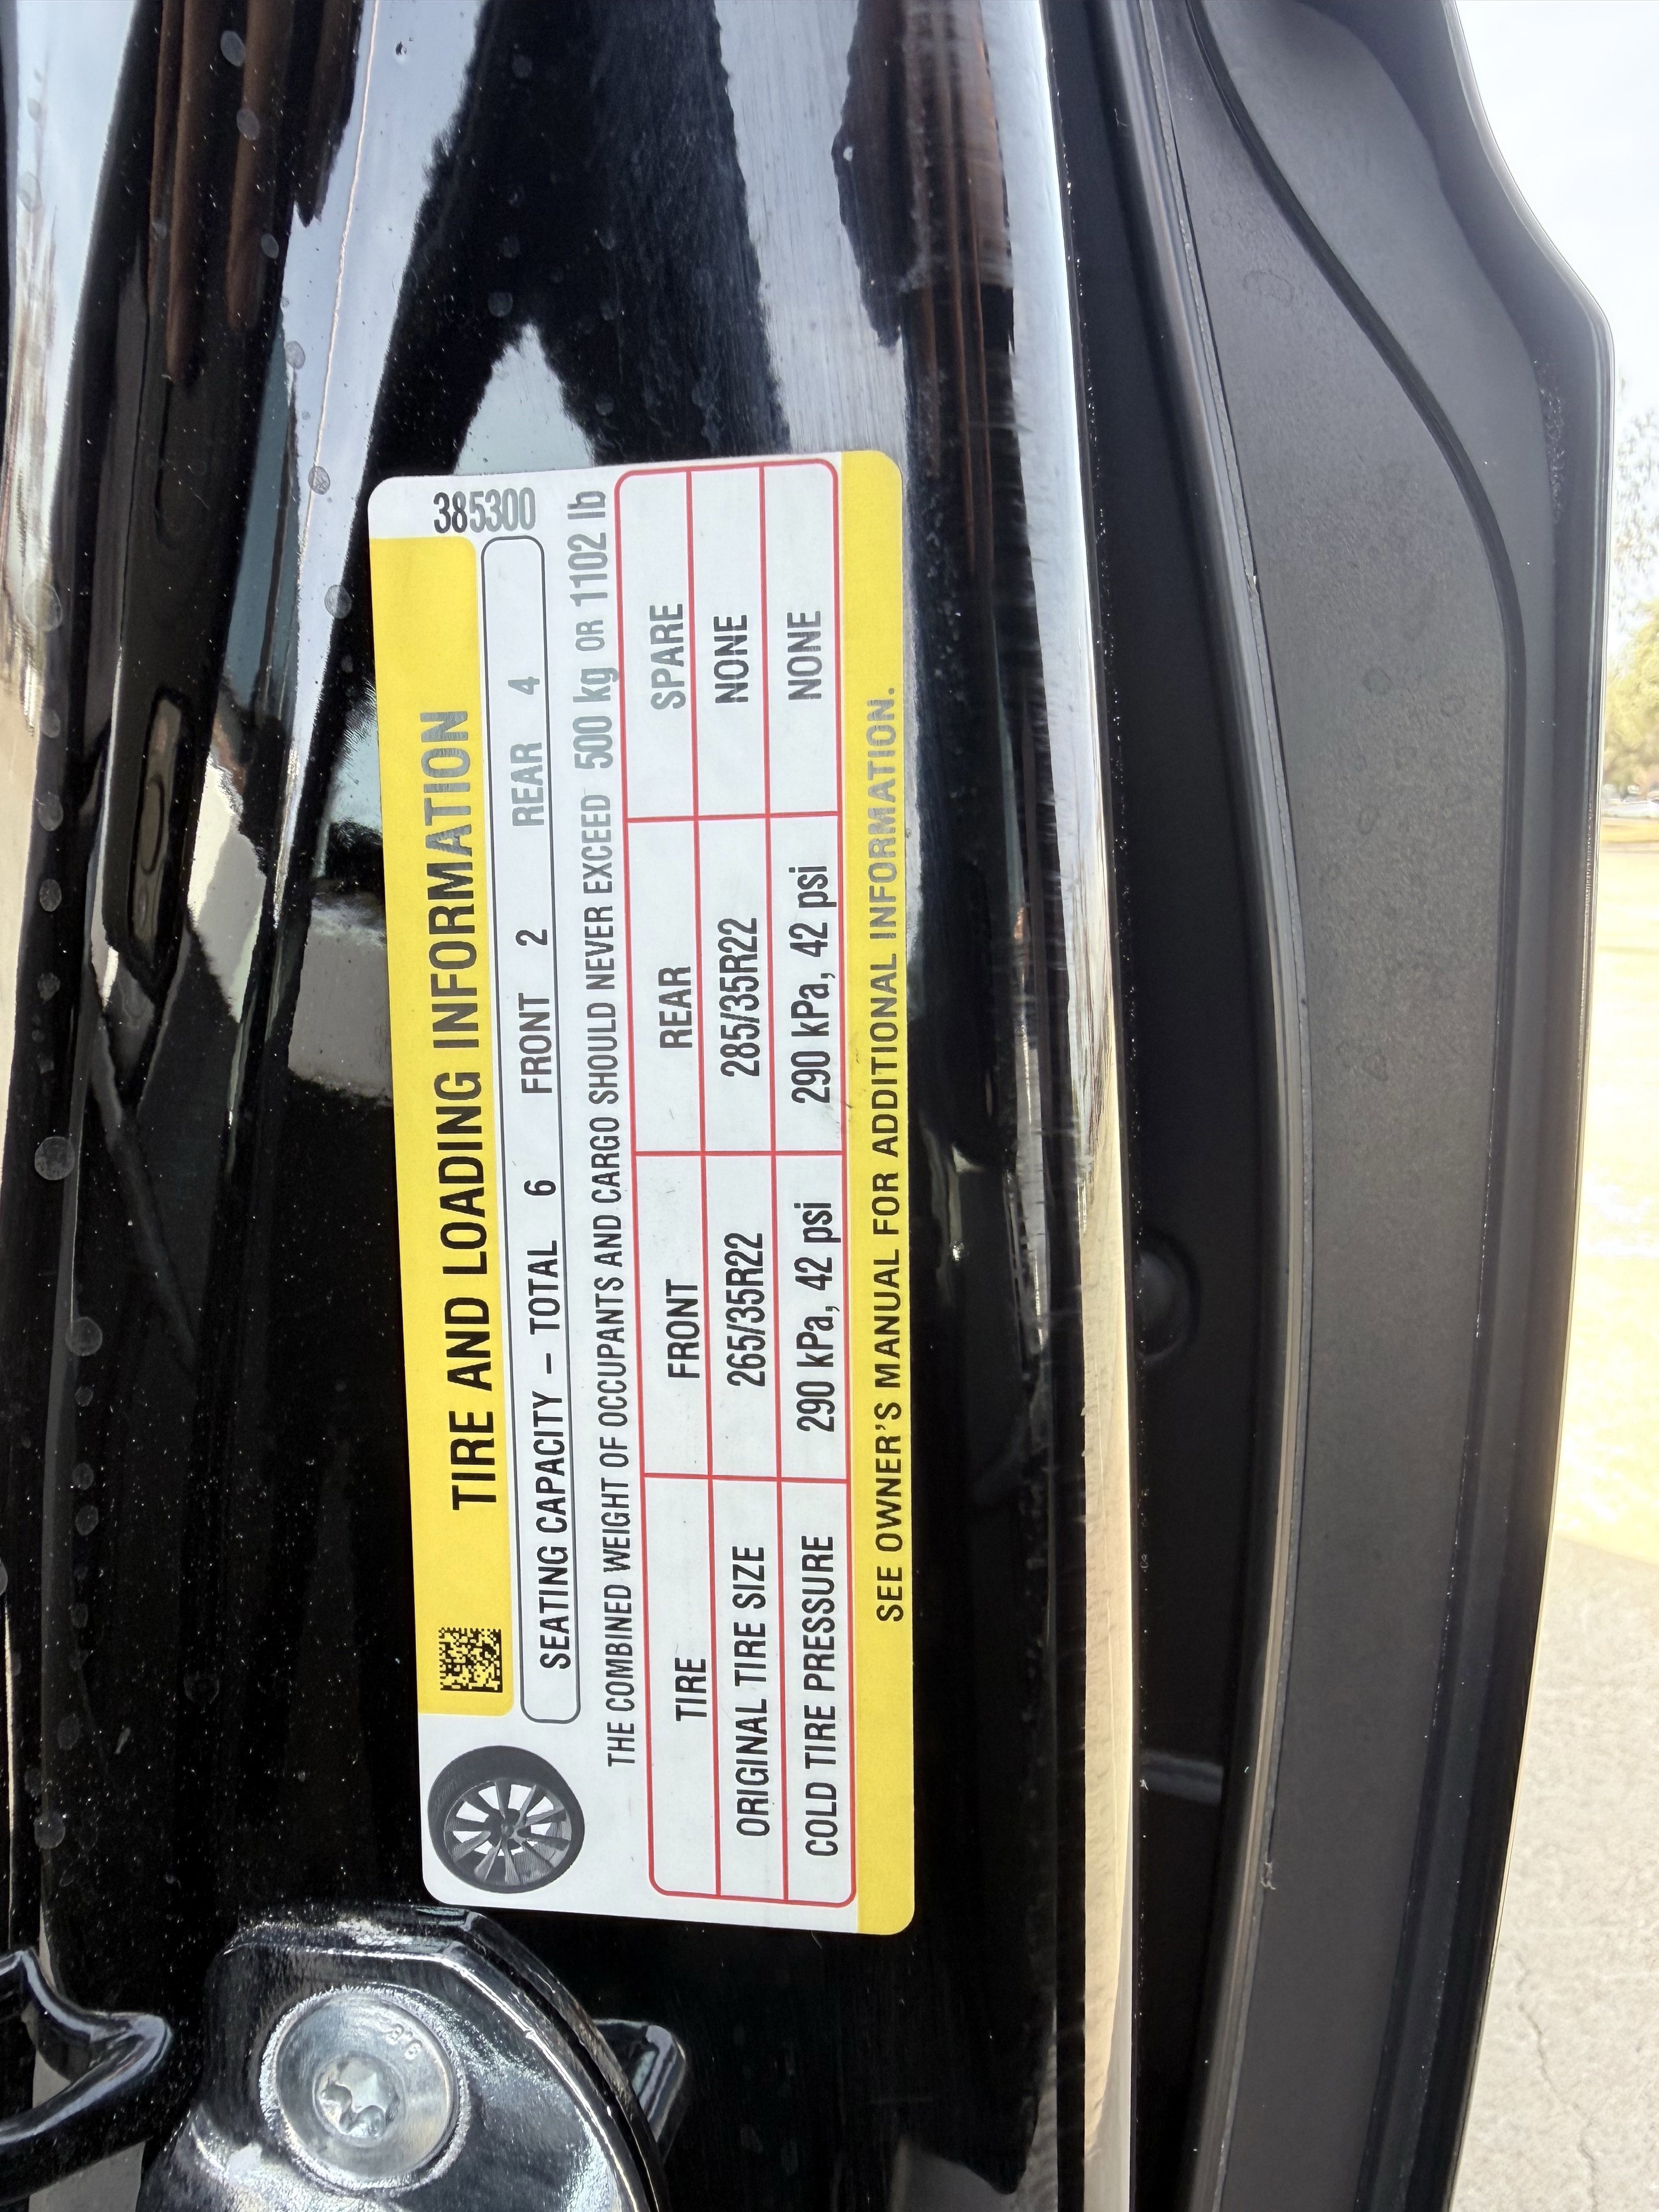 385300
TIRE AND LOADING INFORMATION
SEATING CAPACITY – TOTAL 6 FRONT 2 REAR 4
THE COMBINED WEIGHT OF OCCUPANTS AND CARGO SHOULD NEVER EXCEED 500 kg OR 1102 lb
TIRE FRONT REAR SPARE
ORIGINAL TIRE SIZE 265/35R22 285/35R22 NONE
COLD TIRE PRESSURE 290 kPa, 42 psi 290 kPa, 42 psi NONE
SEE OWNER'S MANUAL FOR ADDITIONAL INFORMATION.